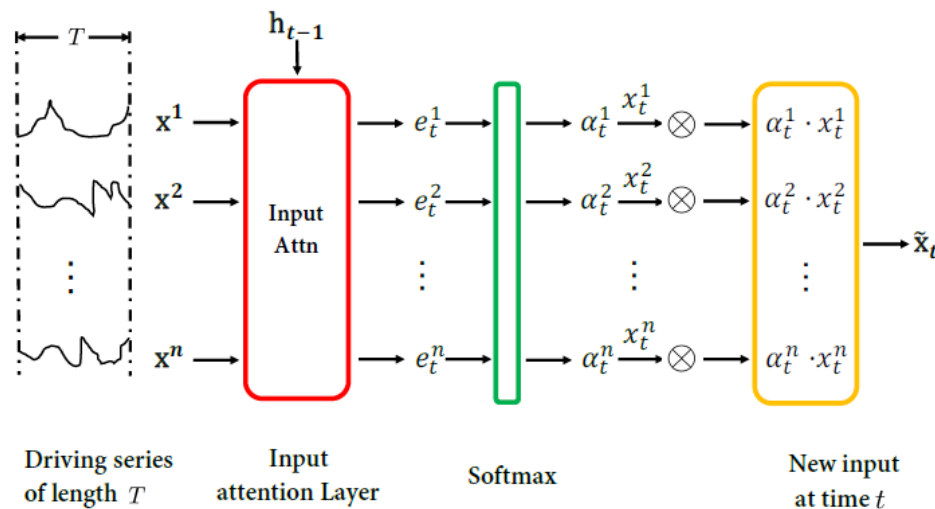 T
h_{t−1}
x^1 e_t^1 α_t^1 x_t^1 ⊗ α_t^1 · x_t^1
x^2 Input e_t^2 α_t^2 x_t^2 ⊗ α_t^2 · x_t^2
Attn
x̃_t
⋮ ⋮ ⋮ ⋮
x^n e_t^n α_t^n x_t^n ⊗ α_t^n · x_t^n
Driving series
of length T
Input
attention Layer
Softmax
New input
at time t